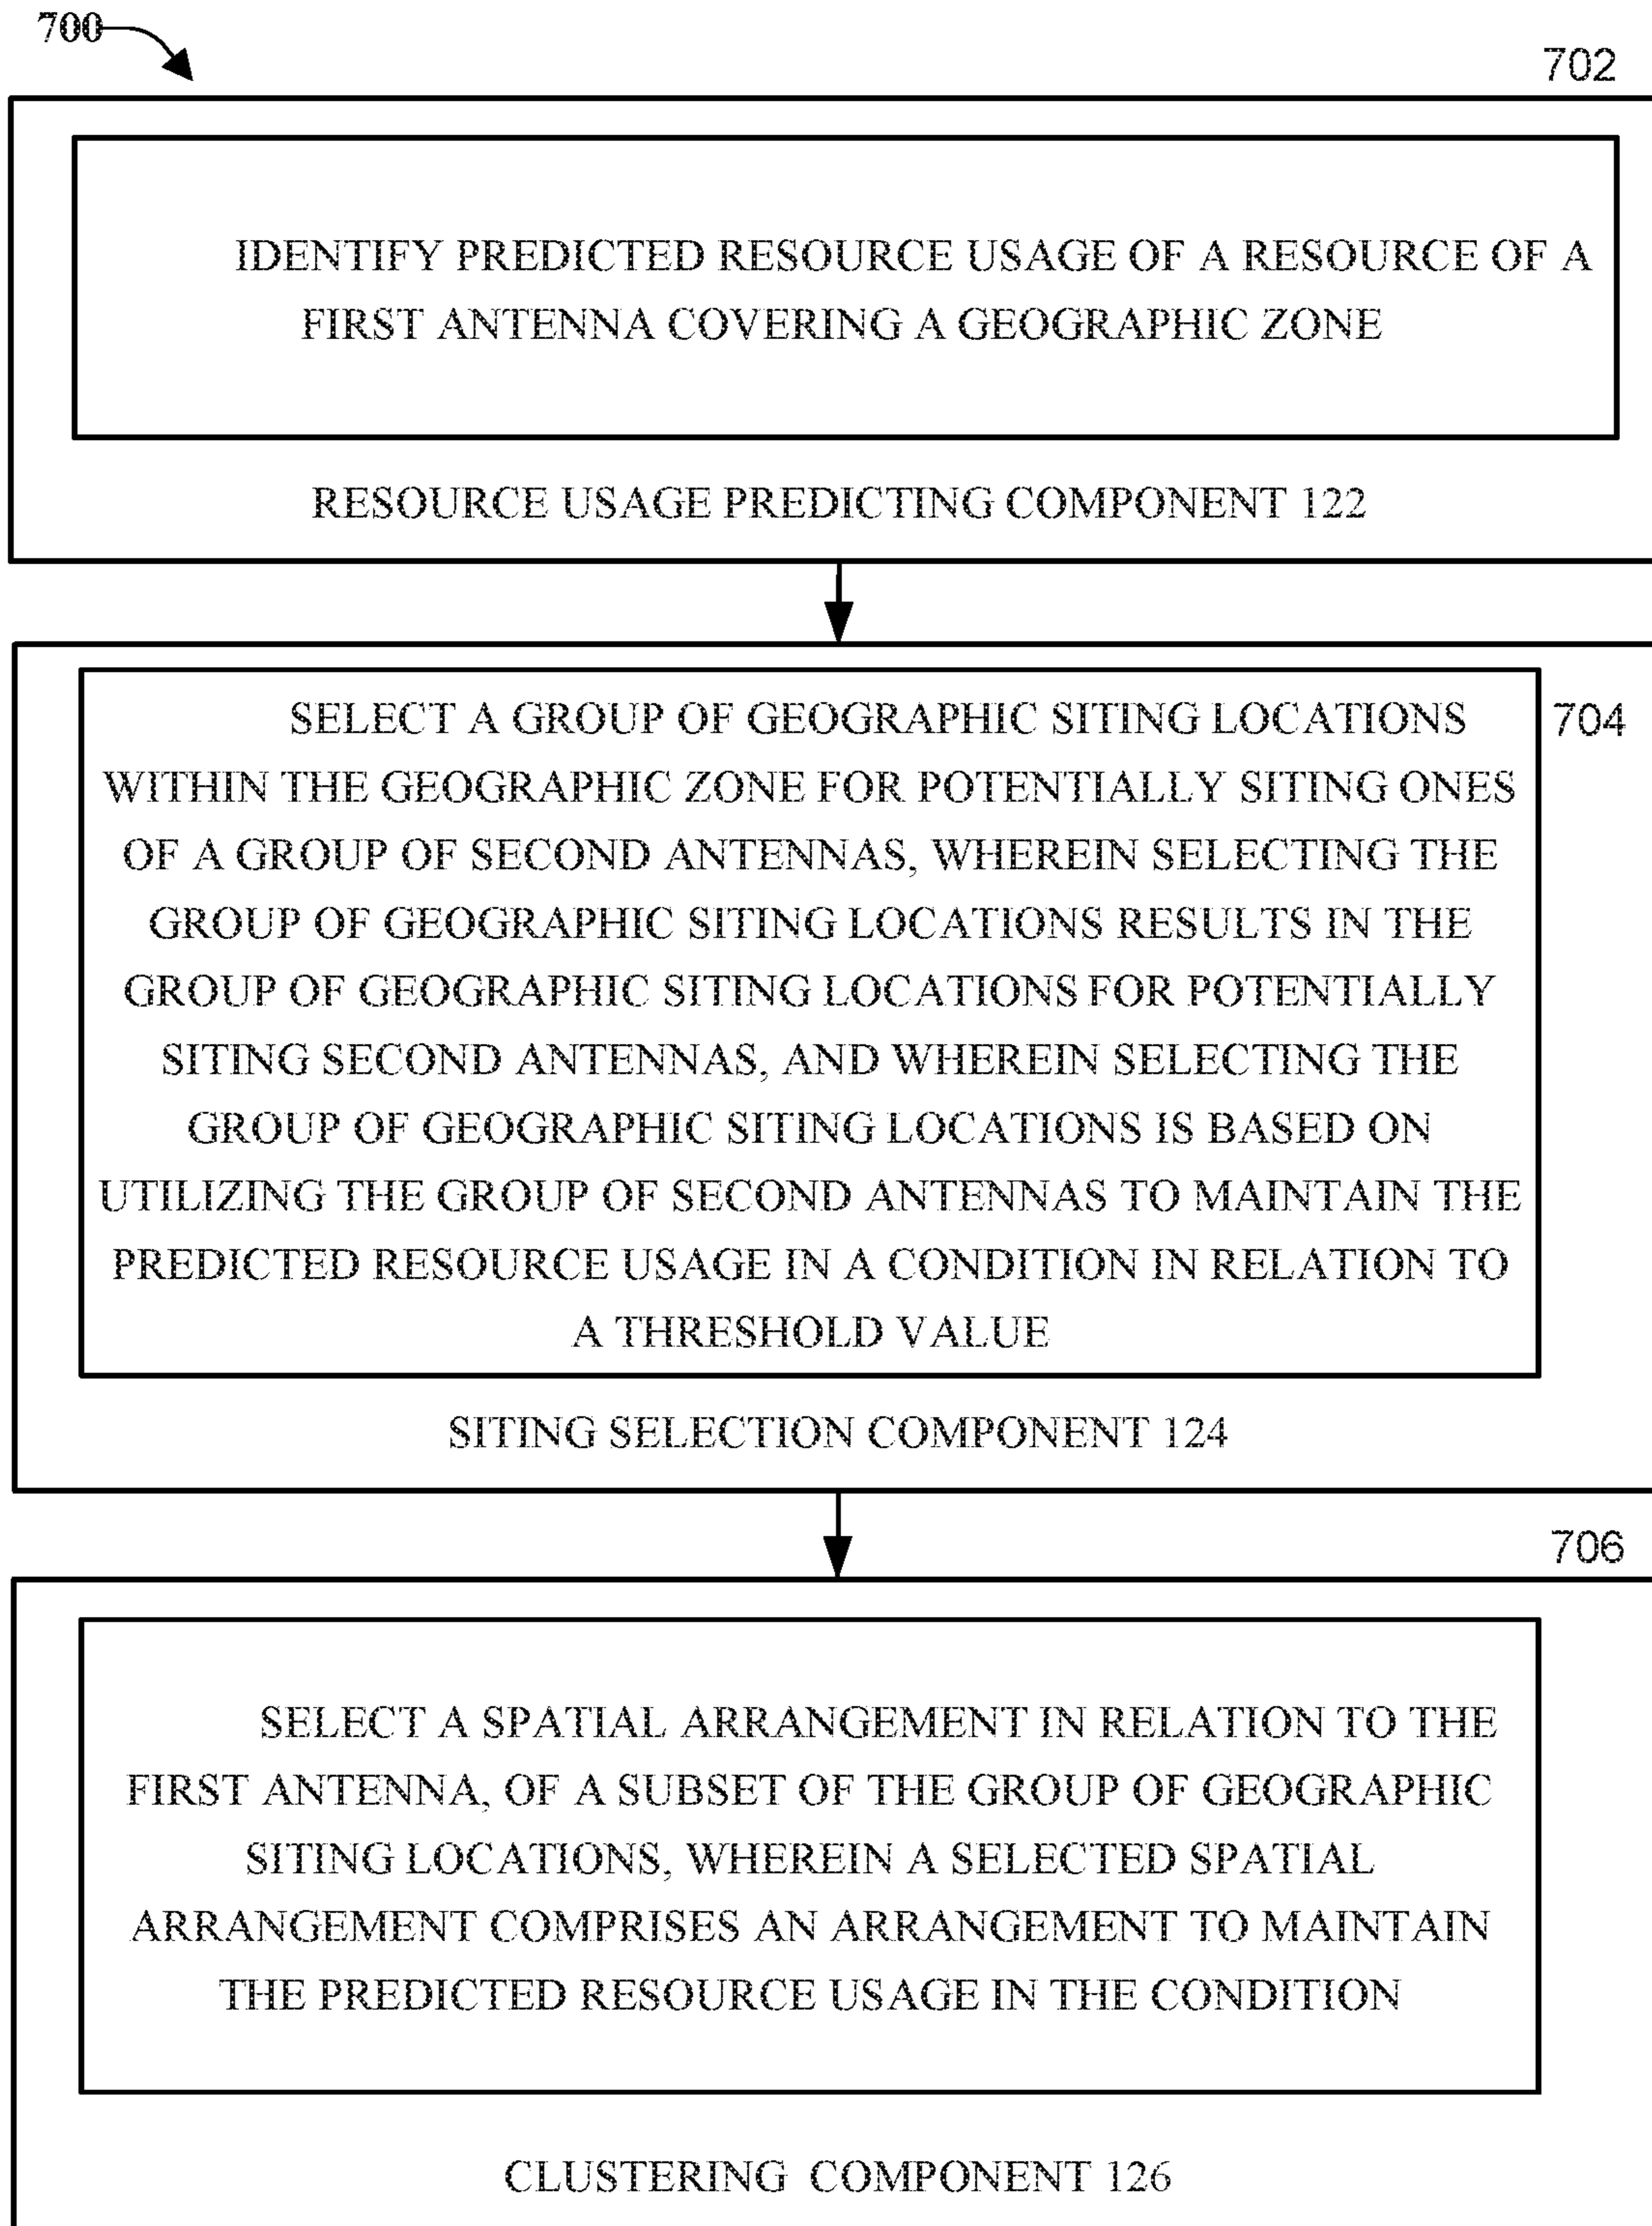 700
702
IDENTIFY PREDICTED RESOURCE USAGE OF A RESOURCE OF A
FIRST ANTENNA COVERING A GEOGRAPHIC ZONE
RESOURCE USAGE PREDICTING COMPONENT 122
704
SELECT A GROUP OF GEOGRAPHIC SITING LOCATIONS
WITHIN THE GEOGRAPHIC ZONE FOR POTENTIALLY SITING ONES
OF A GROUP OF SECOND ANTENNAS, WHEREIN SELECTING THE
GROUP OF GEOGRAPHIC SITING LOCATIONS RESULTS IN THE
GROUP OF GEOGRAPHIC SITING LOCATIONS FOR POTENTIALLY
SITING SECOND ANTENNAS, AND WHEREIN SELECTING THE
GROUP OF GEOGRAPHIC SITING LOCATIONS IS BASED ON
UTILIZING THE GROUP OF SECOND ANTENNAS TO MAINTAIN THE
PREDICTED RESOURCE USAGE IN A CONDITION IN RELATION TO
A THRESHOLD VALUE
SITING SELECTION COMPONENT 124
706
SELECT A SPATIAL ARRANGEMENT IN RELATION TO THE
FIRST ANTENNA, OF A SUBSET OF THE GROUP OF GEOGRAPHIC
SITING LOCATIONS, WHEREIN A SELECTED SPATIAL
ARRANGEMENT COMPRISES AN ARRANGEMENT TO MAINTAIN
THE PREDICTED RESOURCE USAGE IN THE CONDITION
CLUSTERING COMPONENT 126